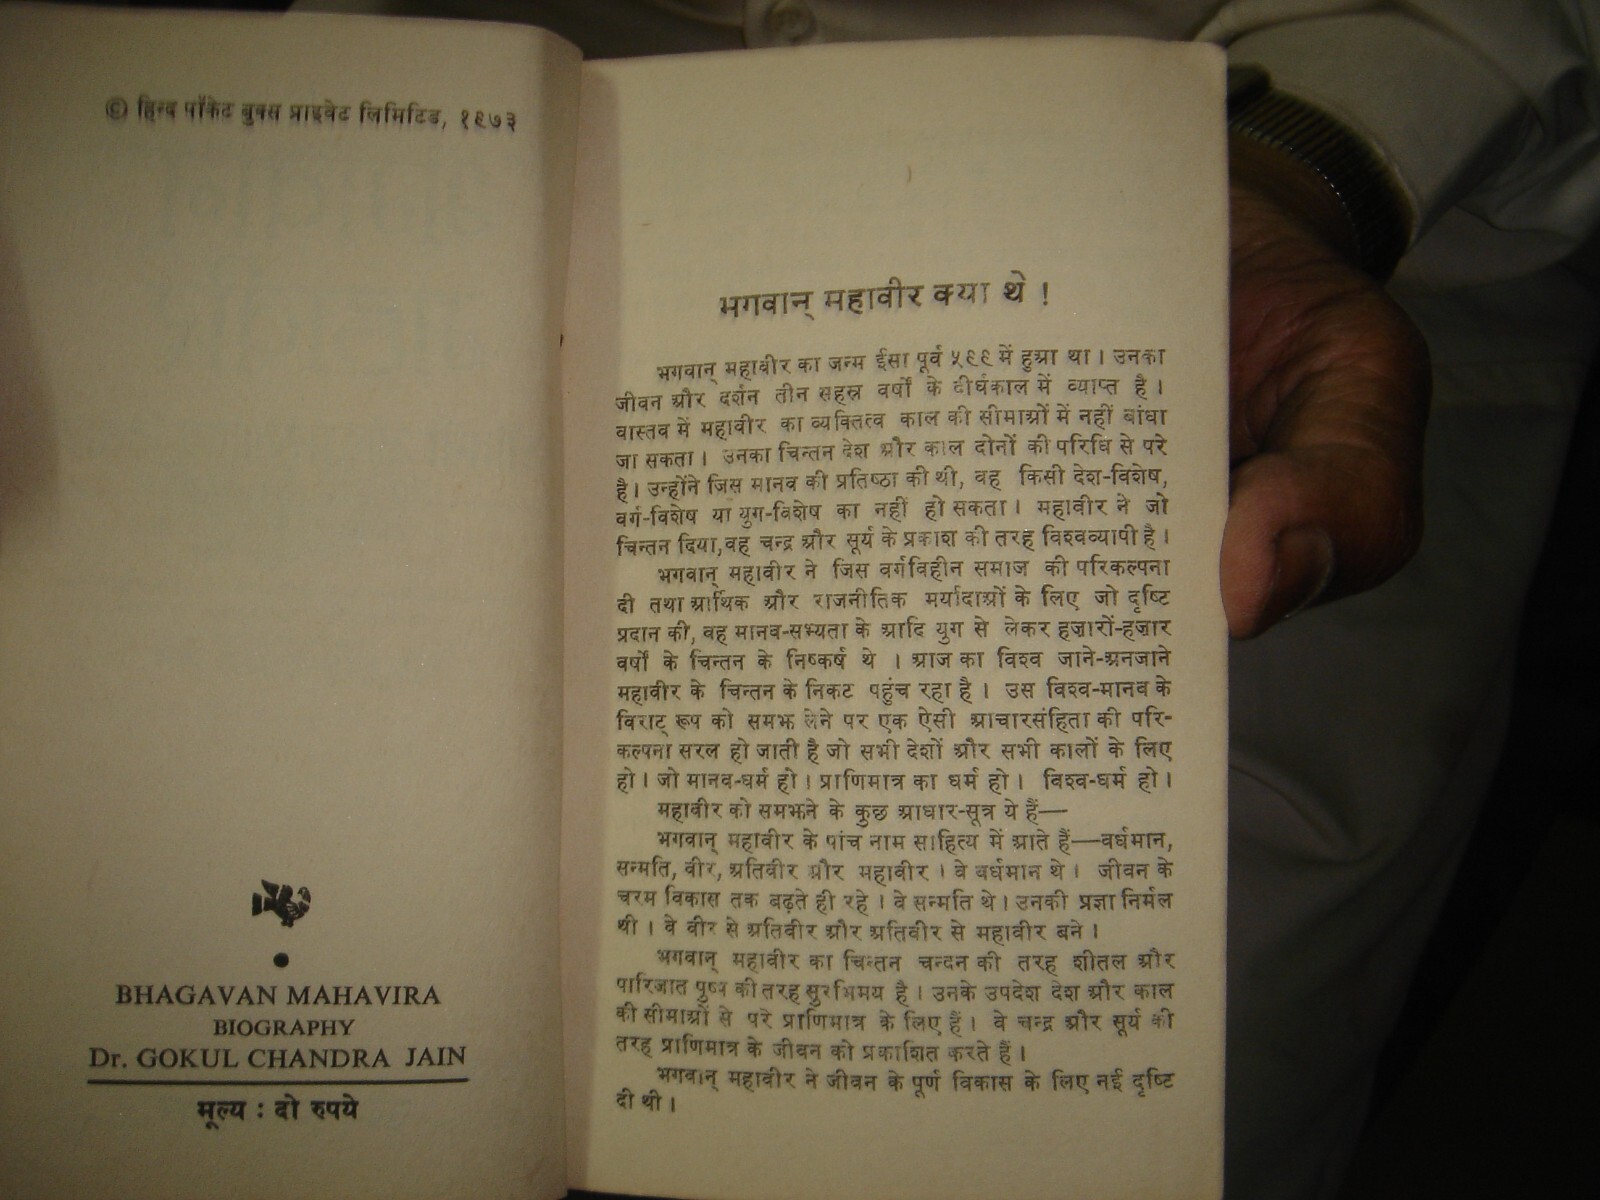 © हिन्द पॉकेट बुक्स प्राइवेट लिमिटिड, १९७३
BHAGAVAN MAHAVIRA
BIOGRAPHY
Dr. GOKUL CHANDRA JAIN
मूल्य : दो रुपये
भगवान् महावीर क्या थे !
भगवान् महावीर का जन्म ईसा पूर्व ५९९ में हुआ था । उनका
जीवन और दर्शन तीन सहस्र वर्षों के दीर्घकाल में व्याप्त है ।
वास्तव में महावीर का व्यक्तित्व काल की सीमाओं में नहीं बांधा
जा सकता । उनका चिन्तन देश और काल दोनों की परिधि से परे
है । उन्होंने जिस मानव की प्रतिष्ठा की थी, वह किसी देश-विशेष,
वर्ग-विशेष या युग-विशेष का नहीं हो सकता । महावीर ने जो
चिन्तन दिया, वह चन्द्र और सूर्य के प्रकाश की तरह विश्वव्यापी है ।
भगवान् महावीर ने जिस वर्गविहीन समाज की परिकल्पना
दी तथा आर्थिक और राजनीतिक मर्यादाओं के लिए जो दृष्टि
प्रदान की, वह मानव-सभ्यता के आदि युग से लेकर हज़ारों-हज़ार
वर्षों के चिन्तन के निष्कर्ष थे । आज का विश्व जाने-अनजाने
महावीर के चिन्तन के निकट पहुंच रहा है । उस विश्व-मानव के
विराट् रूप को समझ लेने पर एक ऐसी आचारसंहिता की परि-
कल्पना सरल हो जाती है जो सभी देशों और सभी कालों के लिए
हो । जो मानव-धर्म हो । प्राणिमात्र का धर्म हो । विश्व-धर्म हो ।
महावीर को समझने के कुछ आधार-सूत्र ये हैं—
भगवान् महावीर के पांच नाम साहित्य में आते हैं—वर्धमान,
सन्मति, वीर, अतिवीर और महावीर । वे वर्धमान थे । जीवन के
चरम विकास तक बढ़ते ही रहे । वे सन्मति थे । उनकी प्रज्ञा निर्मल
थी । वे वीर से अतिवीर और अतिवीर से महावीर बने ।
भगवान् महावीर का चिन्तन चन्दन की तरह शीतल और
पारिजात पुष्प की तरह सुरभिमय है । उनके उपदेश देश और काल
की सीमाओं से परे प्राणिमात्र के लिए हैं । वे चन्द्र और सूर्य की
तरह प्राणिमात्र के जीवन को प्रकाशित करते हैं ।
भगवान् महावीर ने जीवन के पूर्ण विकास के लिए नई दृष्टि
दी थी ।